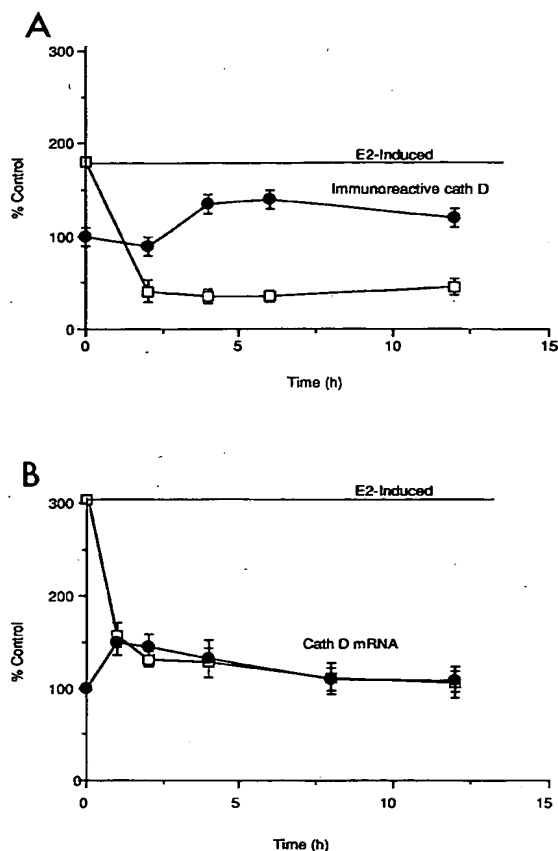 A
300
E2-Induced
200
Immunoreactive cath D
% Control
100
0
0 5 10 15
Time (h)
B
E2-Induced
300
200
% Control
Cath D mRNA
100
0
0 5 10 15
Time (h)